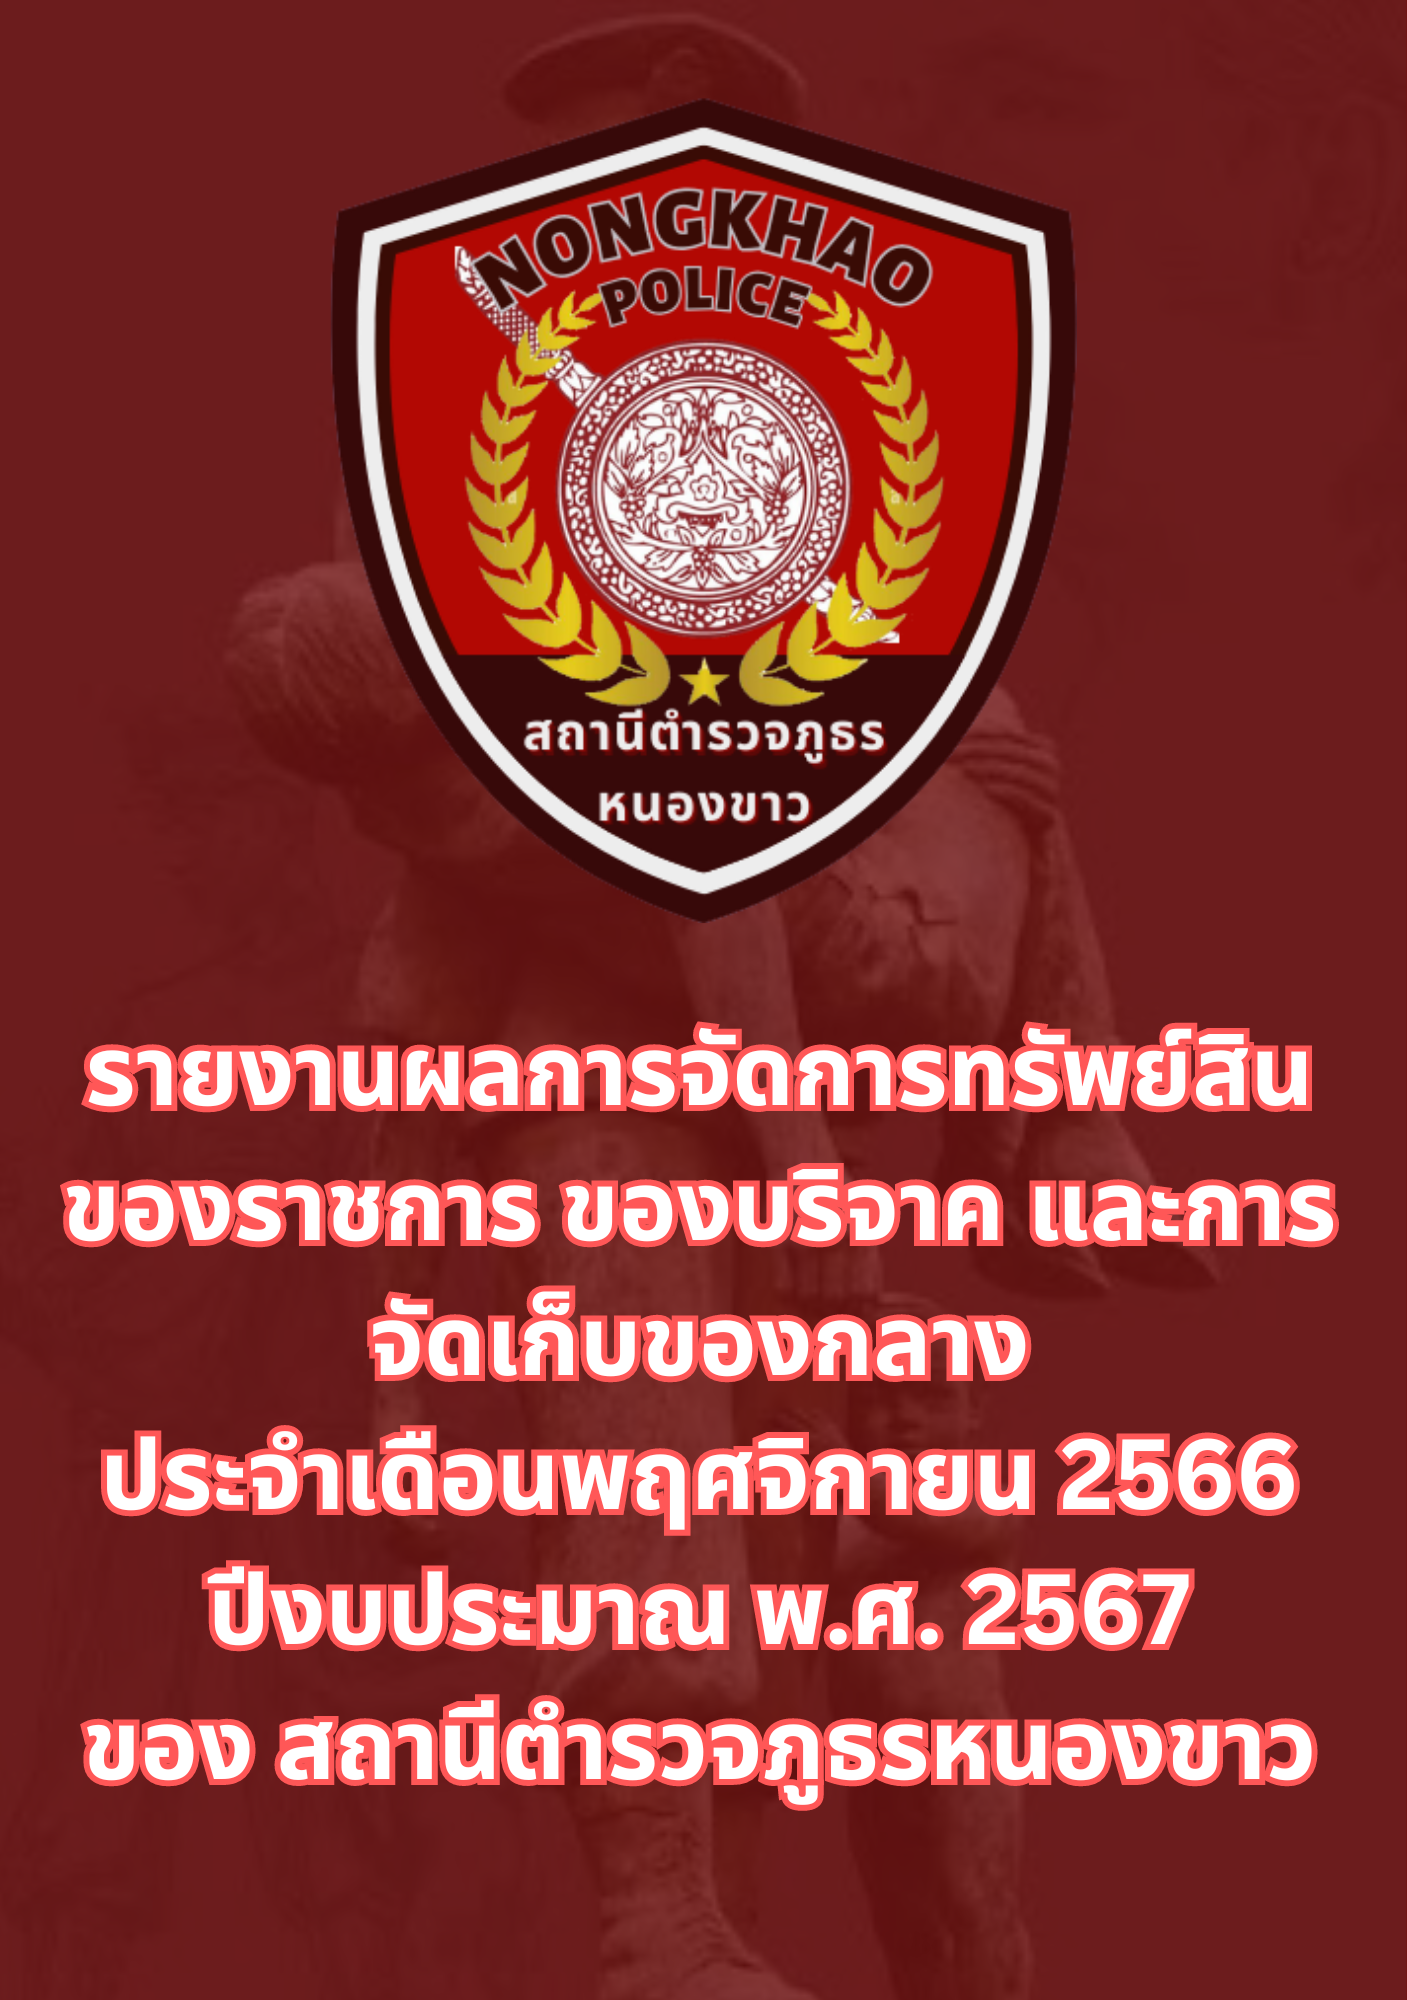 NONGKHAO
POLICE
สถานีตำรวจภูธร
หนองขาว
รายงานผลการจัดการทรัพย์สิน
ของราชการ ของบริจาค และการ
จัดเก็บของกลาง
ประจำเดือนพฤศจิกายน 2566
ปีงบประมาณ พ.ศ. 2567
ของ สถานีตำรวจภูธรหนองขาว